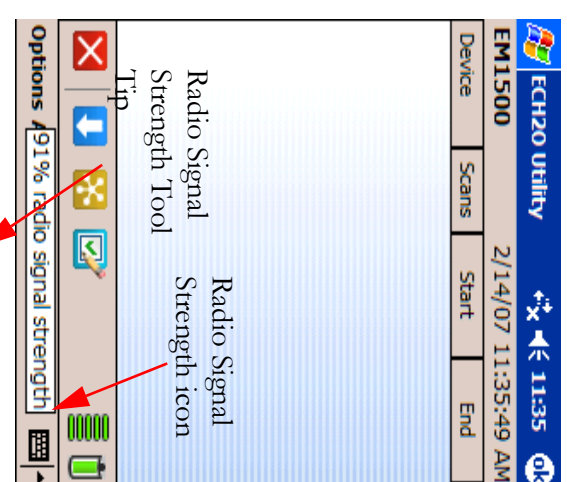 ECH2O Utility 11:35 ok
EM1500 2/14/07 11:35:49 AM
Device Scans Start End
Radio Signal
Strength Tool
Tip
Radio Signal
Strength icon
Options
91% radio signal strength